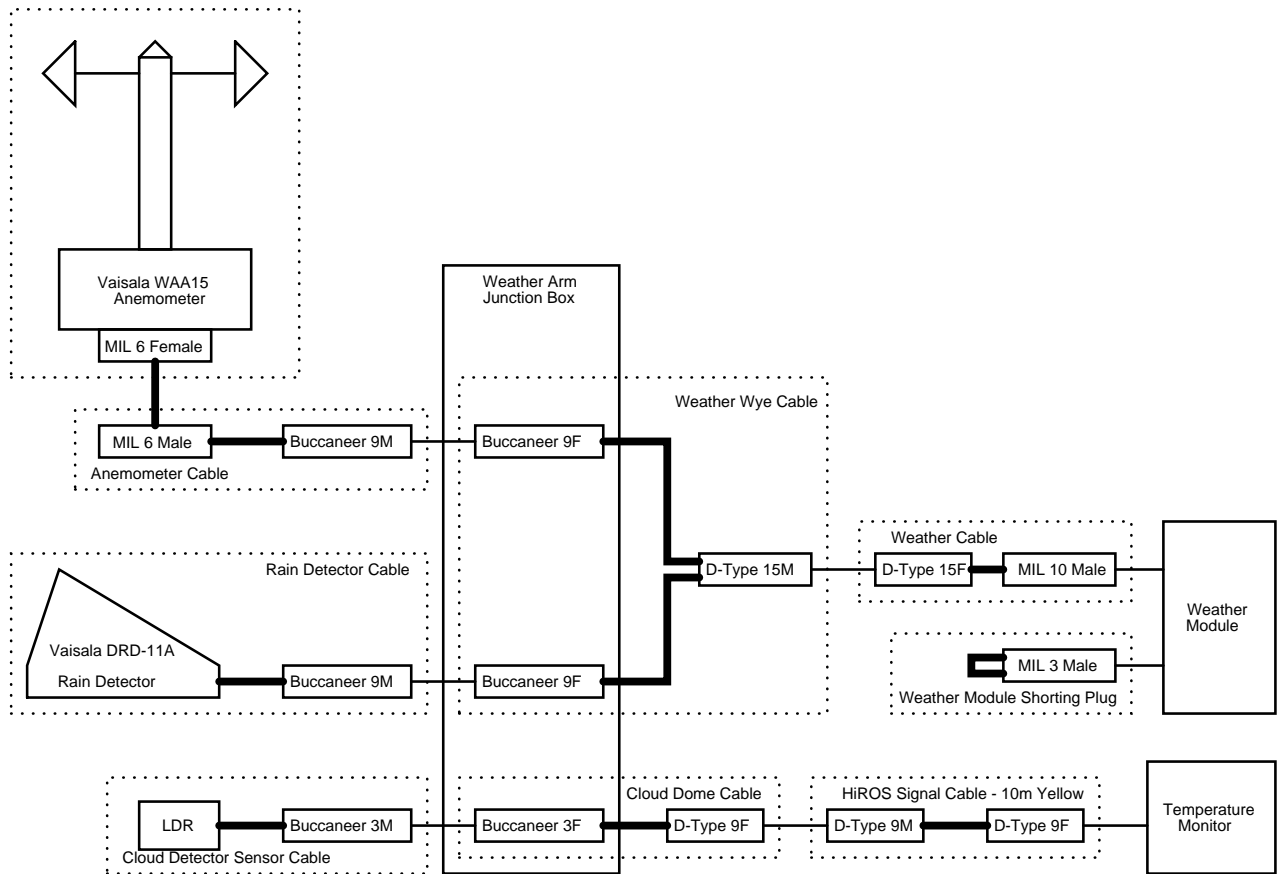 Vaisala WAA15
Anemometer
MIL 6 Female
Weather Arm
Junction Box
Weather Wye Cable
MIL 6 Male
Buccaneer 9M
Buccaneer 9F
Anemometer Cable
Weather Cable
Rain Detector Cable
D-Type 15M
D-Type 15F
MIL 10 Male
Weather
Module
Vaisala DRD-11A
Rain Detector
Buccaneer 9M
Buccaneer 9F
MIL 3 Male
Weather Module Shorting Plug
Cloud Dome Cable
HiROS Signal Cable - 10m Yellow
LDR
Buccaneer 3M
Buccaneer 3F
D-Type 9F
D-Type 9M
D-Type 9F
Temperature
Monitor
Cloud Detector Sensor Cable